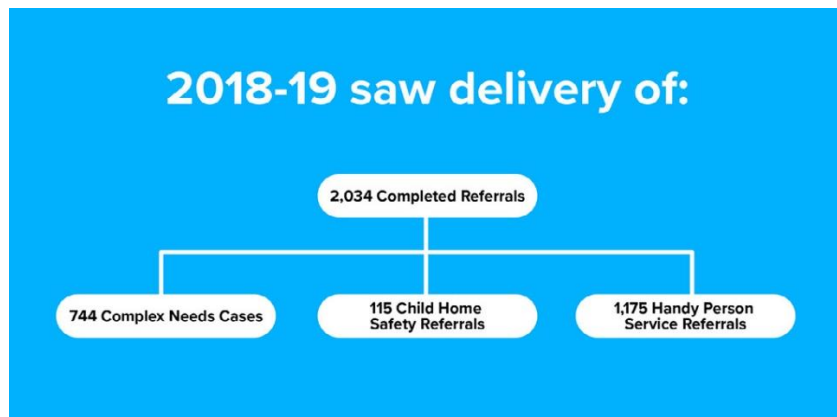 2018-19 saw delivery of:
2,034 Completed Referrals
744 Complex Needs Cases
115 Child Home
Safety Referrals
1,175 Handy Person
Service Referrals